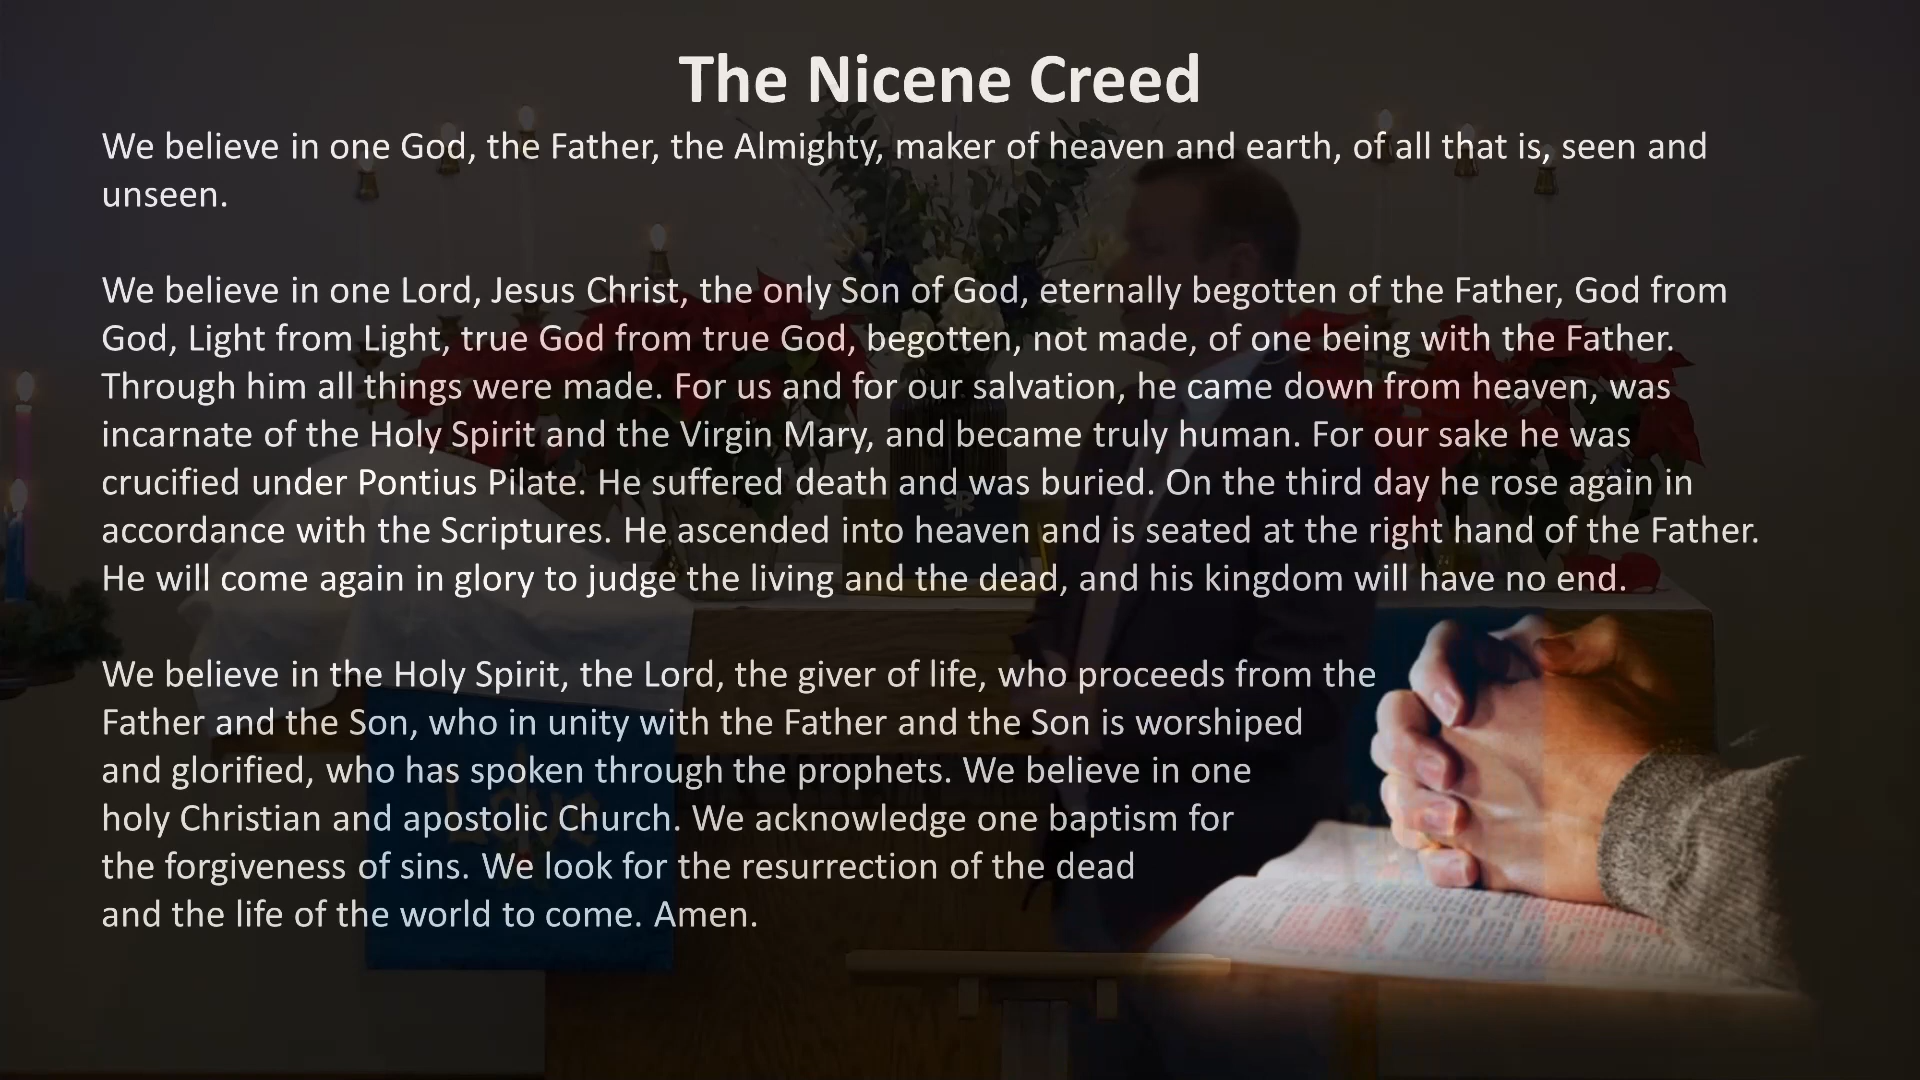 The Nicene Creed
We believe in one God, the Father, the Almighty, maker of heaven and earth, of all that is, seen and
unseen.
We believe in one Lord, Jesus Christ, the only Son of God, eternally begotten of the Father, God from
God, Light from Light, true God from true God, begotten, not made, of one being with the Father.
Through him all things were made. For us and for our salvation, he came down from heaven, was
incarnate of the Holy Spirit and the Virgin Mary, and became truly human. For our sake he was
crucified under Pontius Pilate. He suffered death and was buried. On the third day he rose again in
accordance with the Scriptures. He ascended into heaven and is seated at the right hand of the Father.
He will come again in glory to judge the living and the dead, and his kingdom will have no end.
We believe in the Holy Spirit, the Lord, the giver of life, who proceeds from the
Father and the Son, who in unity with the Father and the Son is worshiped
and glorified, who has spoken through the prophets. We believe in one
holy Christian and apostolic Church. We acknowledge one baptism for
the forgiveness of sins. We look for the resurrection of the dead
and the life of the world to come. Amen.